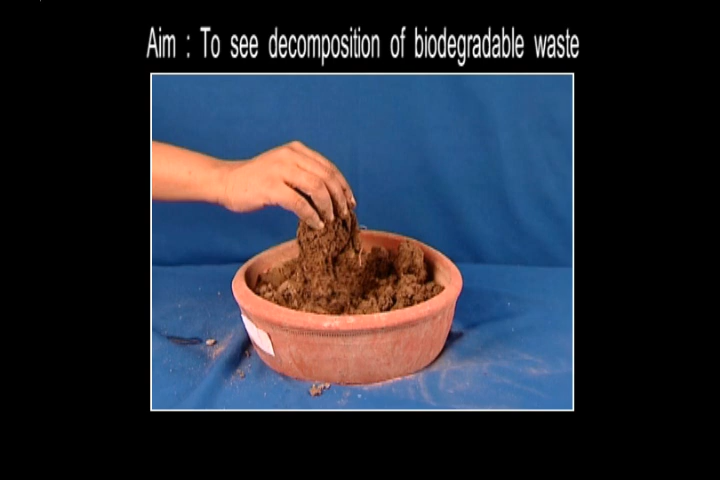 Aim : To see decomposition of biodegradable waste